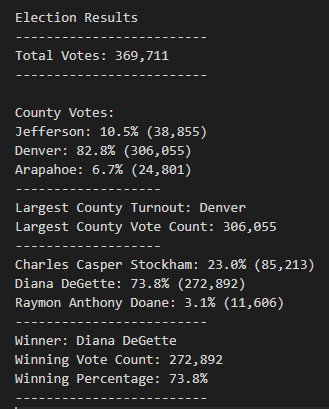 Election Results
-------------------------
Total Votes: 369,711
-------------------------
County Votes:
Jefferson: 10.5% (38,855)
Denver: 82.8% (306,055)
Arapahoe: 6.7% (24,801)
-------------------
Largest County Turnout: Denver
Largest County Vote Count: 306,055
-------------------
Charles Casper Stockham: 23.0% (85,213)
Diana DeGette: 73.8% (272,892)
Raymon Anthony Doane: 3.1% (11,606)
-------------------------
Winner: Diana DeGette
Winning Vote Count: 272,892
Winning Percentage: 73.8%
-------------------------